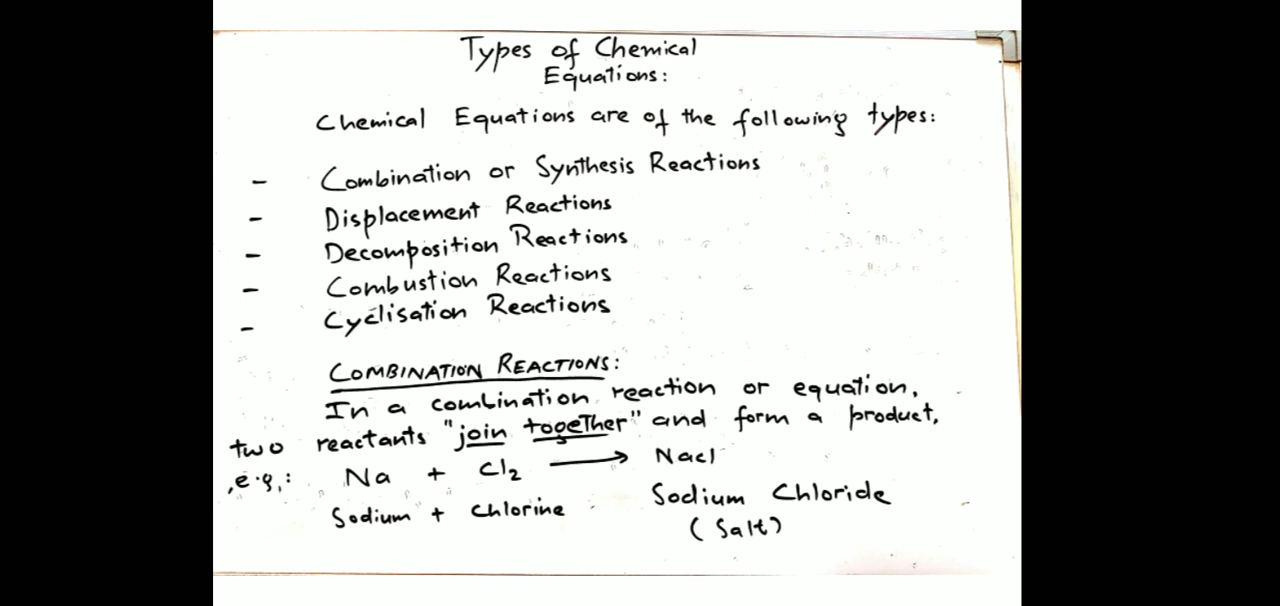 Types of Chemical
Equations:
Chemical Equations are of the following types:
- Combination or Synthesis Reactions
- Displacement Reactions
- Decomposition Reactions
- Combustion Reactions
- Cyclisation Reactions
COMBINATION REACTIONS:
In a combination reaction or equation,
two reactants "join together" and form a product,
,e.g,: Na + Cl₂ ⟶ Nacl
Sodium + Chlorine Sodium Chloride
(Salt)